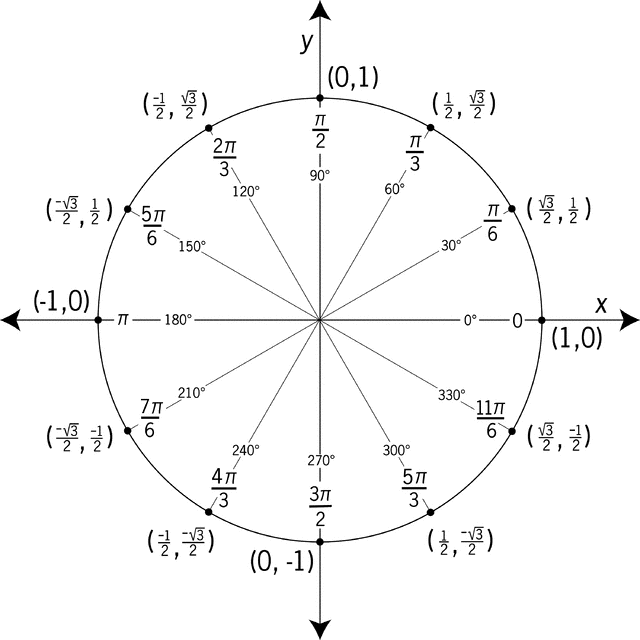 y
(0,1)
(-1/2, √3/2)
(1/2, √3/2)
π/2
2π/3
π/3
90°
120°
60°
(-√3/2, 1/2)
(√3/2, 1/2)
5π/6
π/6
150°
30°
(-1,0)
x
π
180°
0°
0
(1,0)
210°
330°
7π/6
11π/6
(-√3/2, -1/2)
(√3/2, -1/2)
240°
270°
300°
4π/3
3π/2
5π/3
(-1/2, -√3/2)
(1/2, -√3/2)
(0, -1)